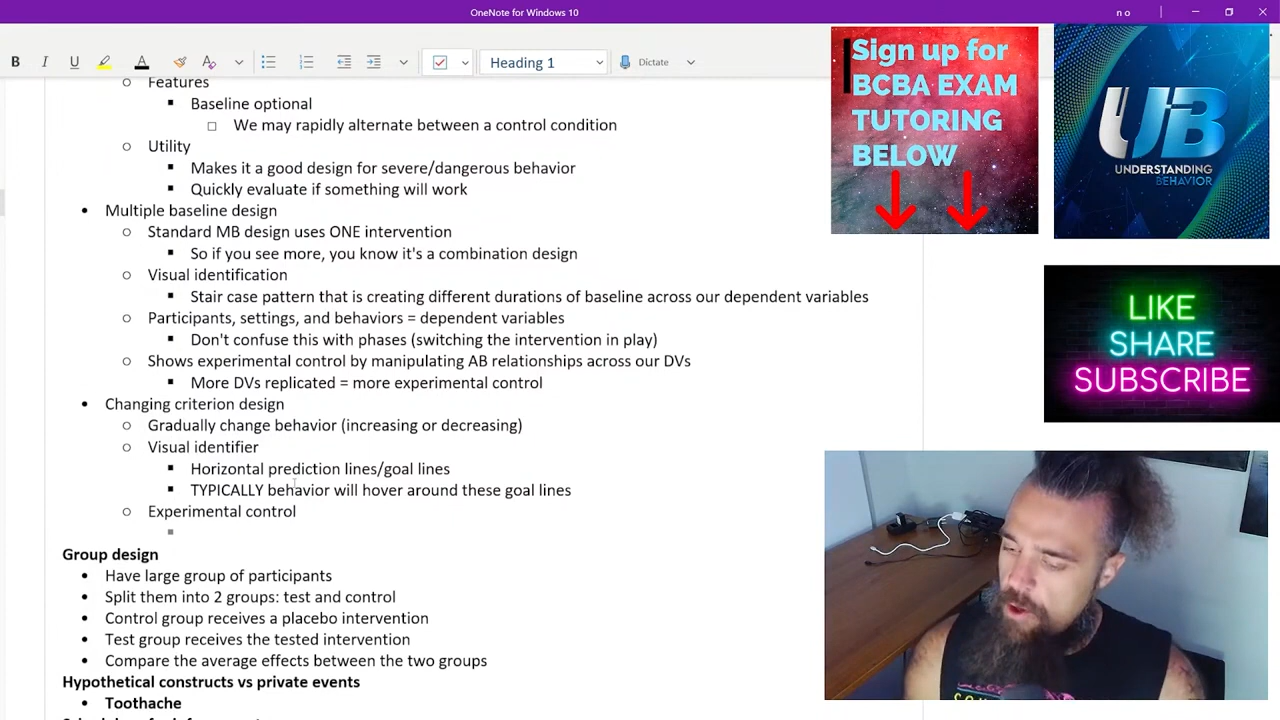 OneNote for Windows 10
n o
B I U A A Heading 1 Dictate
Features
Baseline optional
We may rapidly alternate between a control condition
Utility
Makes it a good design for severe/dangerous behavior
Quickly evaluate if something will work
Multiple baseline design
Standard MB design uses ONE intervention
So if you see more, you know it's a combination design
Visual identification
Stair case pattern that is creating different durations of baseline across our dependent variables
Participants, settings, and behaviors = dependent variables
Don't confuse this with phases (switching the intervention in play)
Shows experimental control by manipulating AB relationships across our DVs
More DVs replicated = more experimental control
Changing criterion design
Gradually change behavior (increasing or decreasing)
Visual identifier
Horizontal prediction lines/goal lines
TYPICALLY behavior will hover around these goal lines
Experimental control
Group design
Have large group of participants
Split them into 2 groups: test and control
Control group receives a placebo intervention
Test group receives the tested intervention
Compare the average effects between the two groups
Hypothetical constructs vs private events
Toothache
Sign up for
BCBA EXAM
TUTORING
BELOW
UB
UNDERSTANDING
BEHAVIOR
LIKE
SHARE
SUBSCRIBE